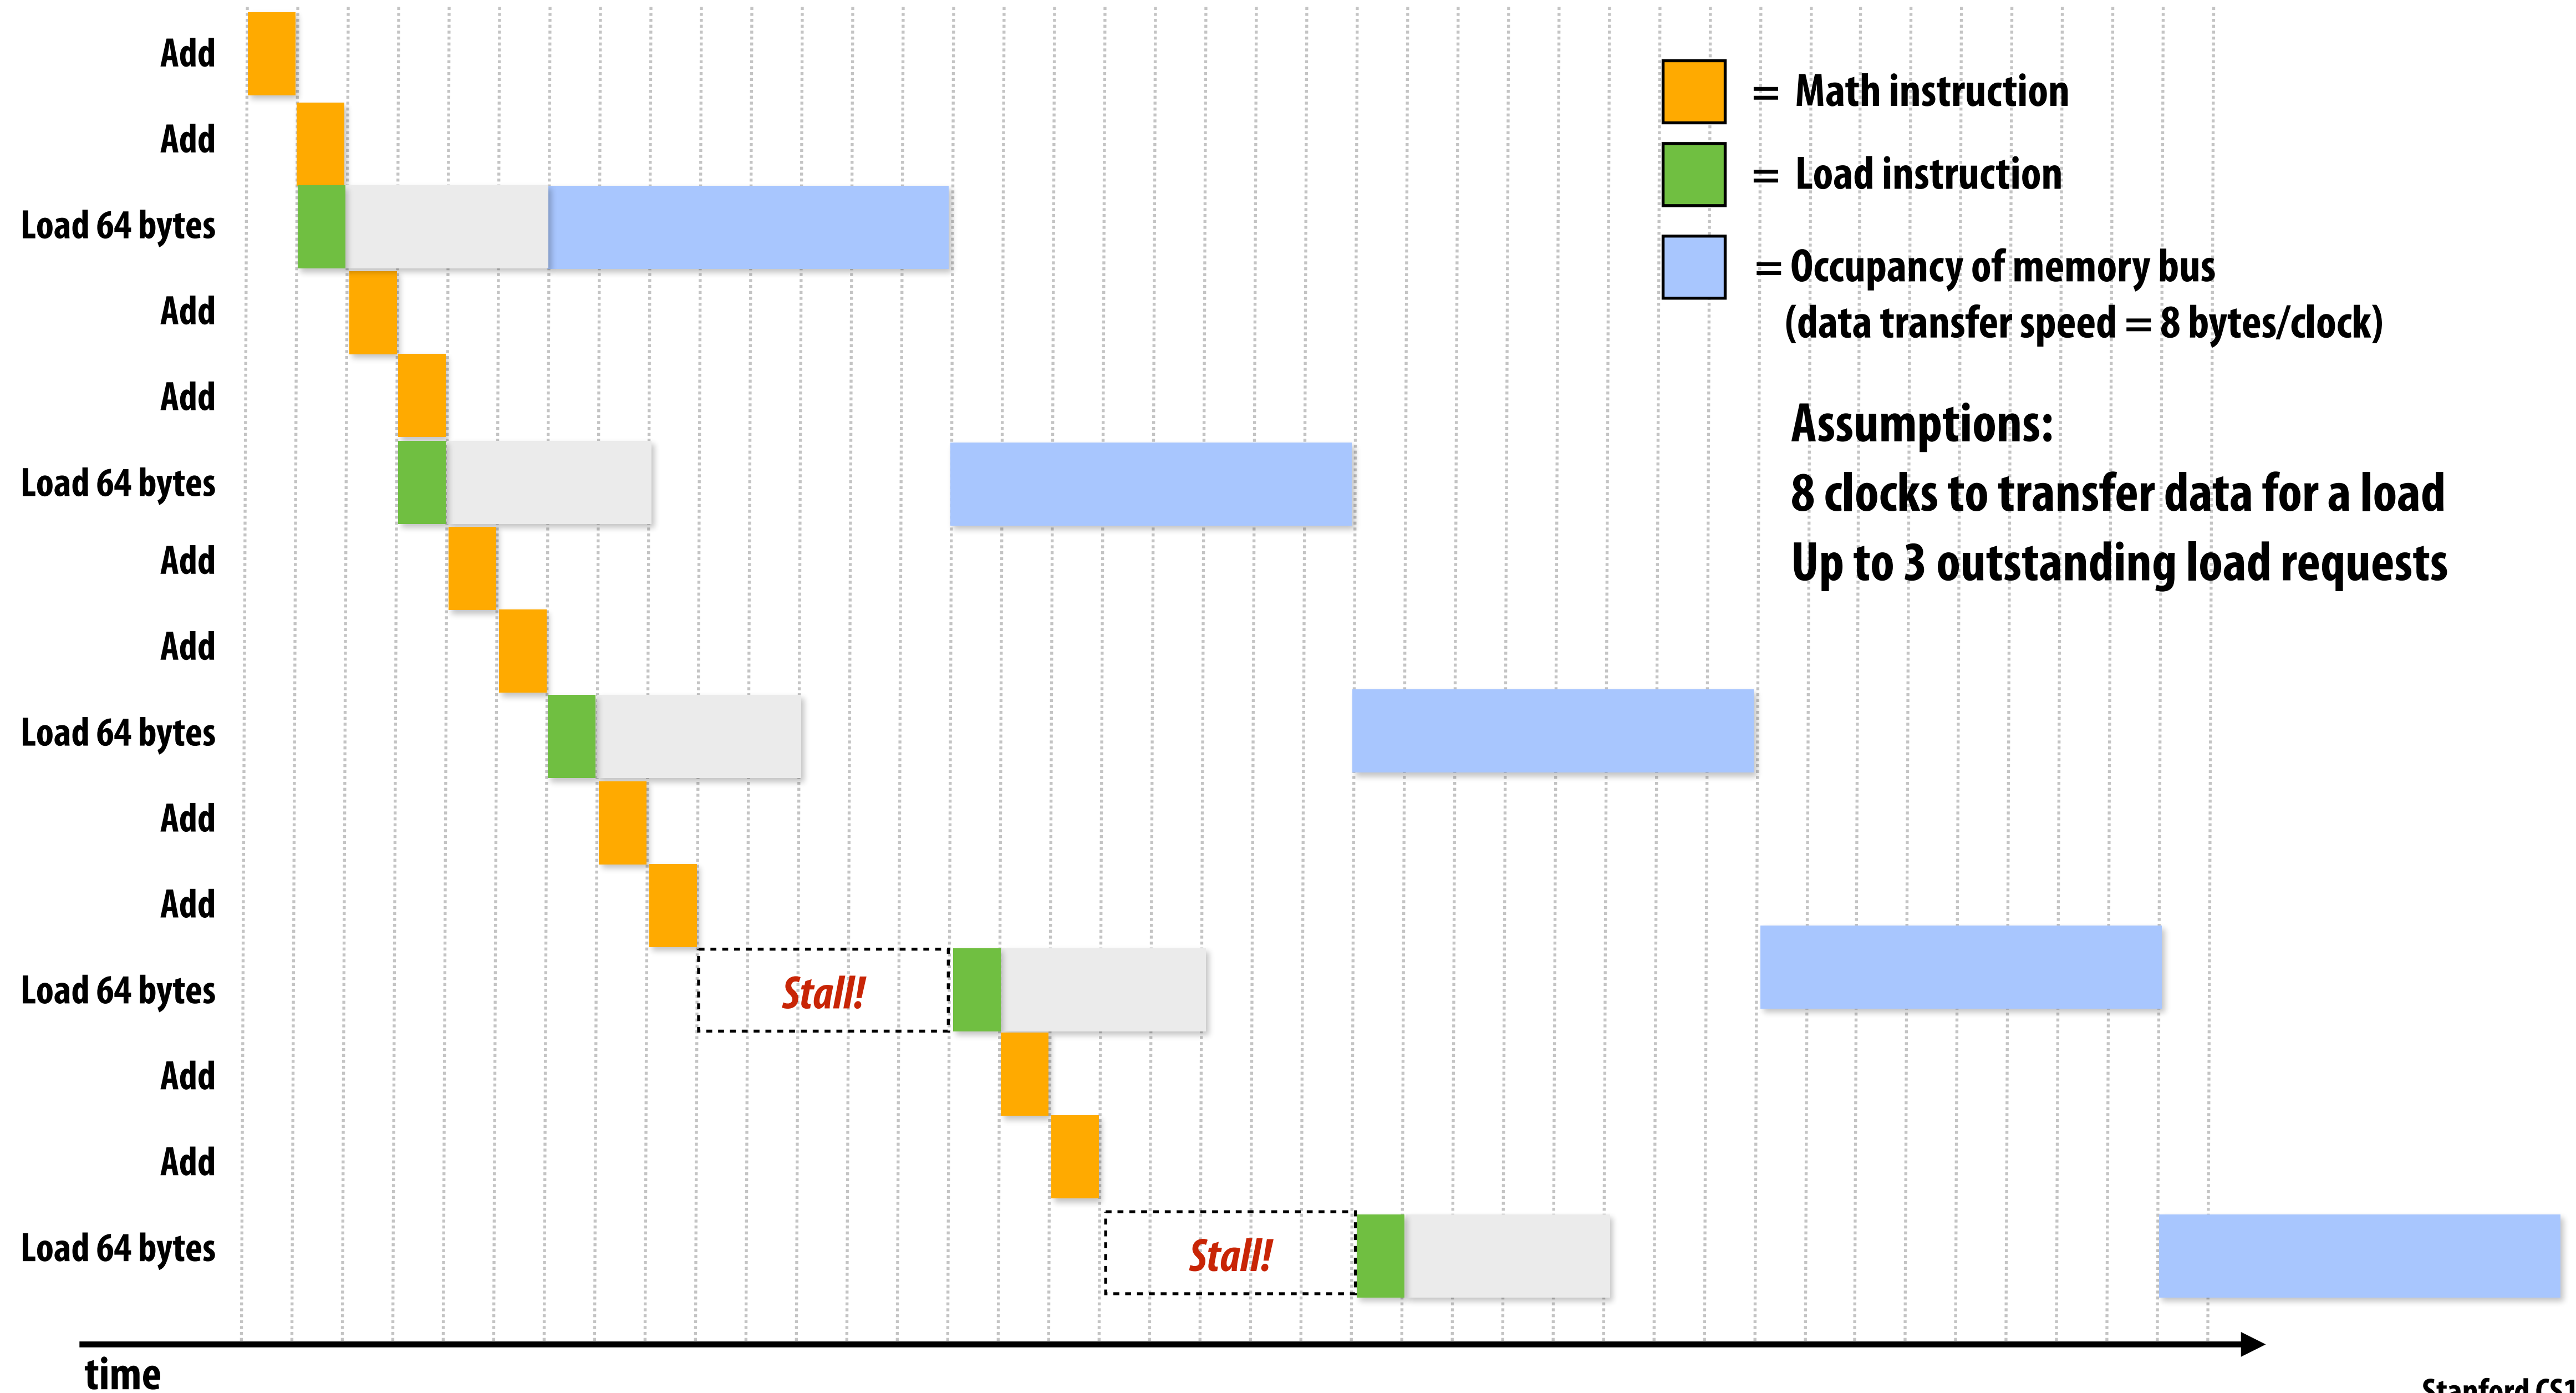 Add
= Math instruction
Add
= Load instruction
Load 64 bytes
= Occupancy of memory bus
(data transfer speed = 8 bytes/clock)
Add
Add
Assumptions:
Load 64 bytes
8 clocks to transfer data for a load
Add
Up to 3 outstanding load requests
Add
Load 64 bytes
Add
Add
Load 64 bytes
Stall!
Add
Add
Load 64 bytes
Stall!
time
Stanford CS1